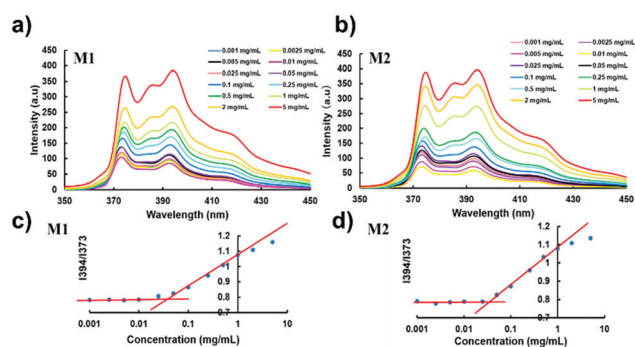 a)
M1
Intensity (a.u)
450
400
350
300
250
200
150
100
50
0
350
370
390
410
430
450
Wavelength (nm)
0.001 mg/mL
0.0025 mg/mL
0.005 mg/mL
0.01 mg/mL
0.025 mg/mL
0.05 mg/mL
0.1 mg/mL
0.25 mg/mL
0.5 mg/mL
1 mg/mL
2 mg/mL
5 mg/mL
b)
M2
Intensity (a.u)
450
400
350
300
250
200
150
100
50
0
350
370
390
410
430
450
Wavelength (nm)
0.001 mg/mL
0.0025 mg/mL
0.005 mg/mL
0.01 mg/mL
0.025 mg/mL
0.05 mg/mL
0.1 mg/mL
0.25 mg/mL
0.5 mg/mL
1 mg/mL
2 mg/mL
5 mg/mL
c)
M1
I394/I373
1.3
1.2
1.1
1.0
0.9
0.8
0.7
0.001
0.01
0.1
1
10
Concentration (mg/mL)
d)
M2
I394/I373
1.2
1.1
1.0
0.9
0.8
0.7
0.001
0.01
0.1
1
10
Concentration (mg/mL)